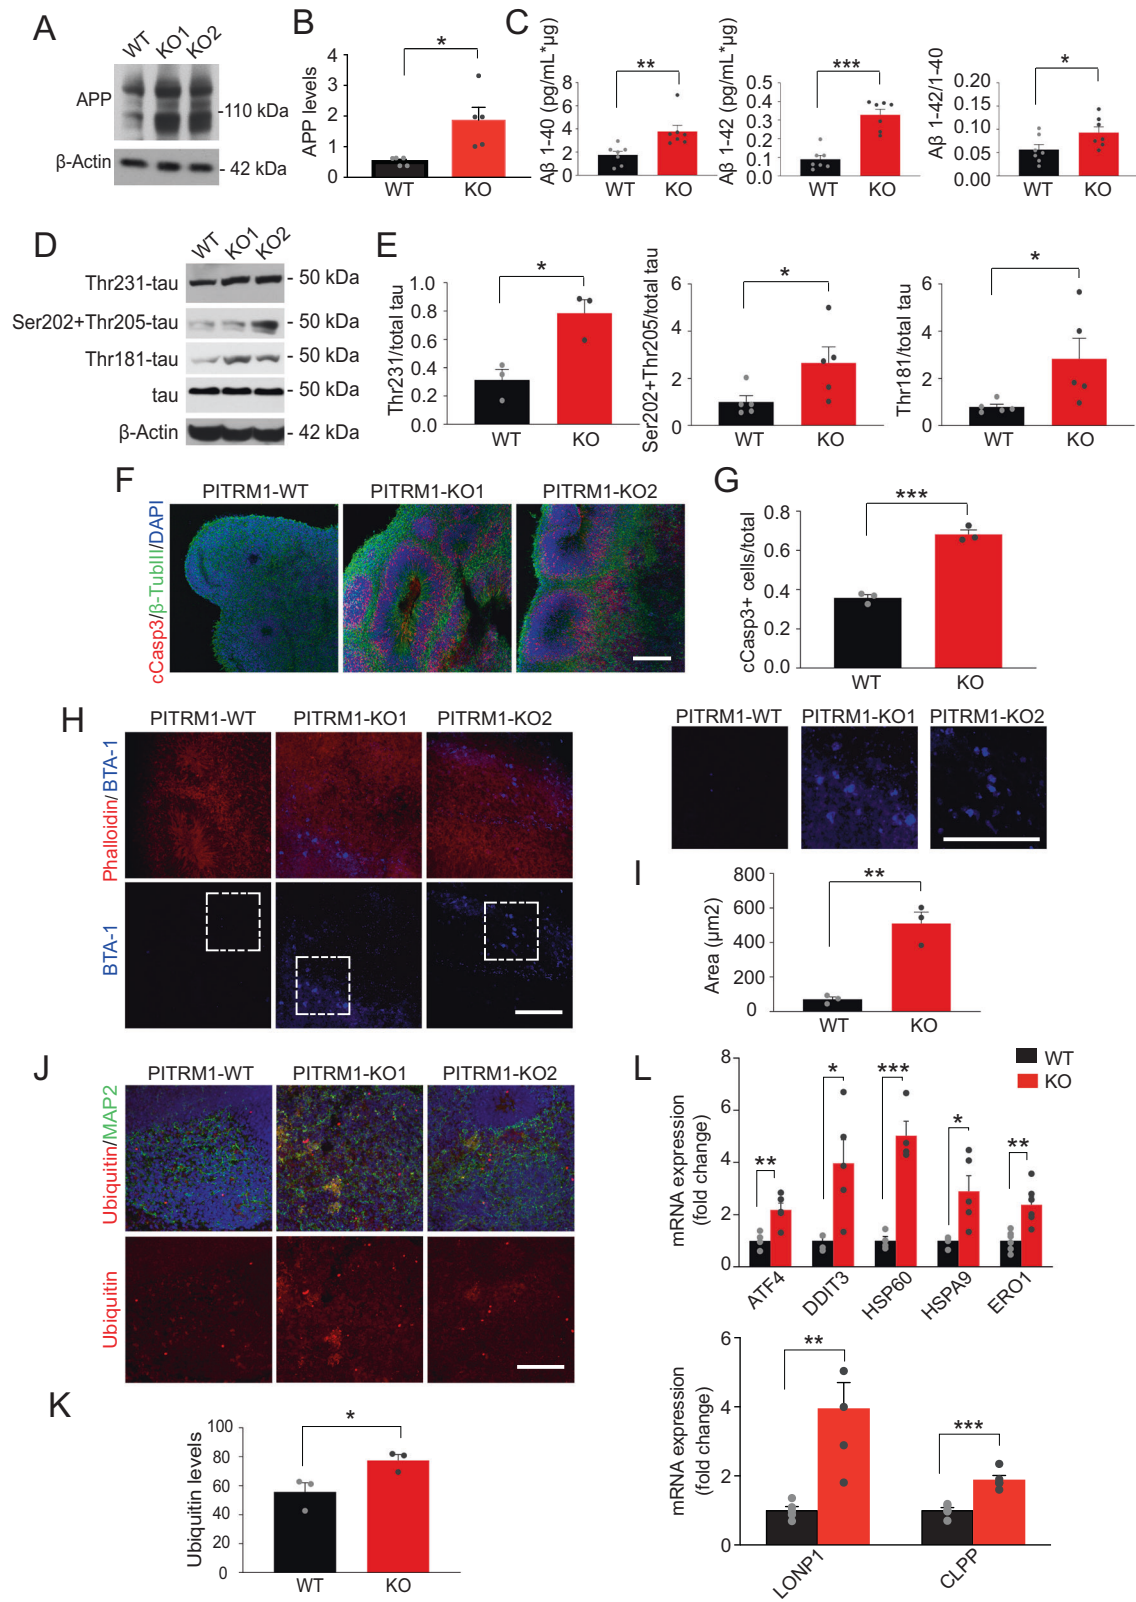 A
WT KO1 KO2
APP
-110 kDa
β-Actin
- 42 kDa
B
*
APP levels
4
3
2
1
0
WT KO
C
**
Aβ 1-40 (pg/mL*µg)
8
6
4
2
0
WT KO
***
Aβ 1-42 (pg/mL*µg)
0.5
0.4
0.3
0.2
0.1
0.0
WT KO
*
Aβ 1-42/1-40
0.20
0.15
0.10
0.05
0.00
WT KO
D
WT KO1 KO2
Thr231-tau - 50 kDa
Ser202+Thr205-tau - 50 kDa
Thr181-tau - 50 kDa
tau - 50 kDa
β-Actin - 42 kDa
E
*
Thr231/total tau
1.0
0.8
0.6
0.4
0.2
0.0
WT KO
*
Ser202+Thr205/total tau
6
4
2
0
WT KO
*
Thr181/total tau
6
4
2
0
WT KO
F
PITRM1-WT PITRM1-KO1 PITRM1-KO2
cCasp3/β-TubIII/DAPI
G
***
cCasp3+ cells/total
0.8
0.6
0.4
0.2
0.0
WT KO
H
PITRM1-WT PITRM1-KO1 PITRM1-KO2
Phalloidin/BTA-1
BTA-1
PITRM1-WT PITRM1-KO1 PITRM1-KO2
I
**
Area (µm2)
800
600
400
200
0
WT KO
J
PITRM1-WT PITRM1-KO1 PITRM1-KO2
Ubiquitin/MAP2
Ubiquitin
K
*
Ubiquitin levels
100
80
60
40
20
0
WT KO
L
WT
KO
mRNA expression
(fold change)
8
6
4
2
0
** * *** * **
ATF4 DDIT3 HSP60 HSPA9 ERO1
mRNA expression
(fold change)
6
4
2
0
** ***
LONP1 CLPP